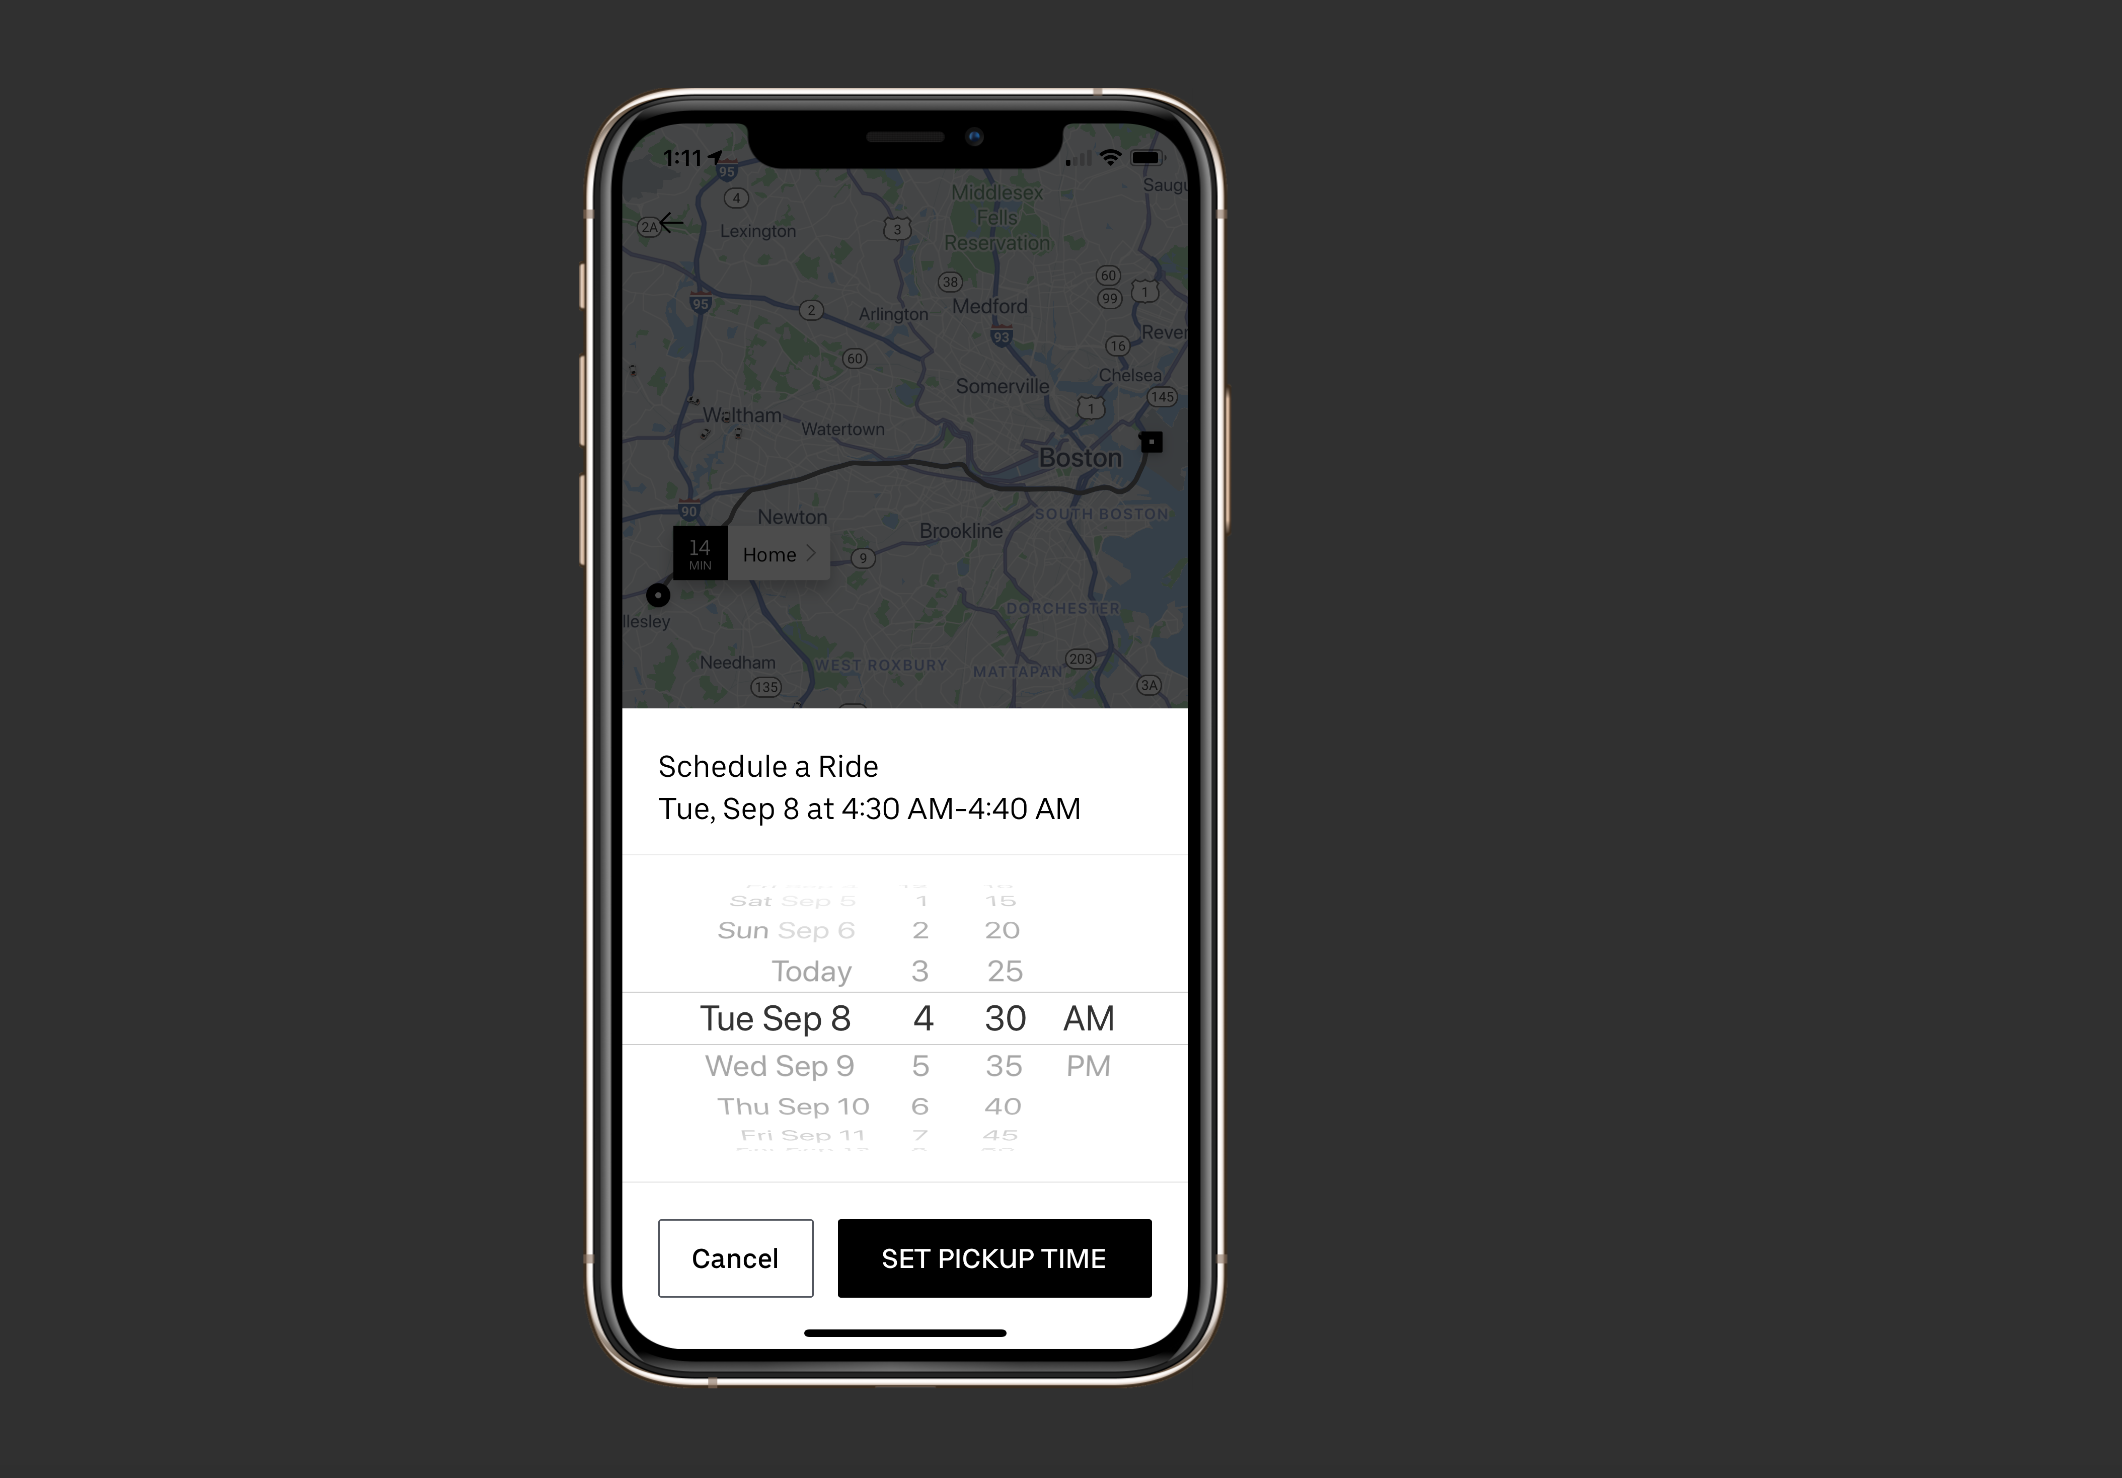 1:11
95
Saugu
4
Middlesex
Fells
Reservation
2A
Lexington
3
60
38
99
1
95
2
Arlington
Medford
93
Rever
16
60
Somerville
Chelsea
1
145
Waltham
Watertown
Boston
90
Newton
SOUTH BOSTON
Brookline
14
MIN
Home
9
llesley
DORCHESTER
Needham
WEST ROXBURY
MATTAPAN
203
135
3A
Schedule a Ride
Tue, Sep 8 at 4:30 AM-4:40 AM
Sat Sep 5 1 15
Sun Sep 6 2 20
Today 3 25
Tue Sep 8 4 30 AM
Wed Sep 9 5 35 PM
Thu Sep 10 6 40
Fri Sep 11 7 45
Cancel
SET PICKUP TIME